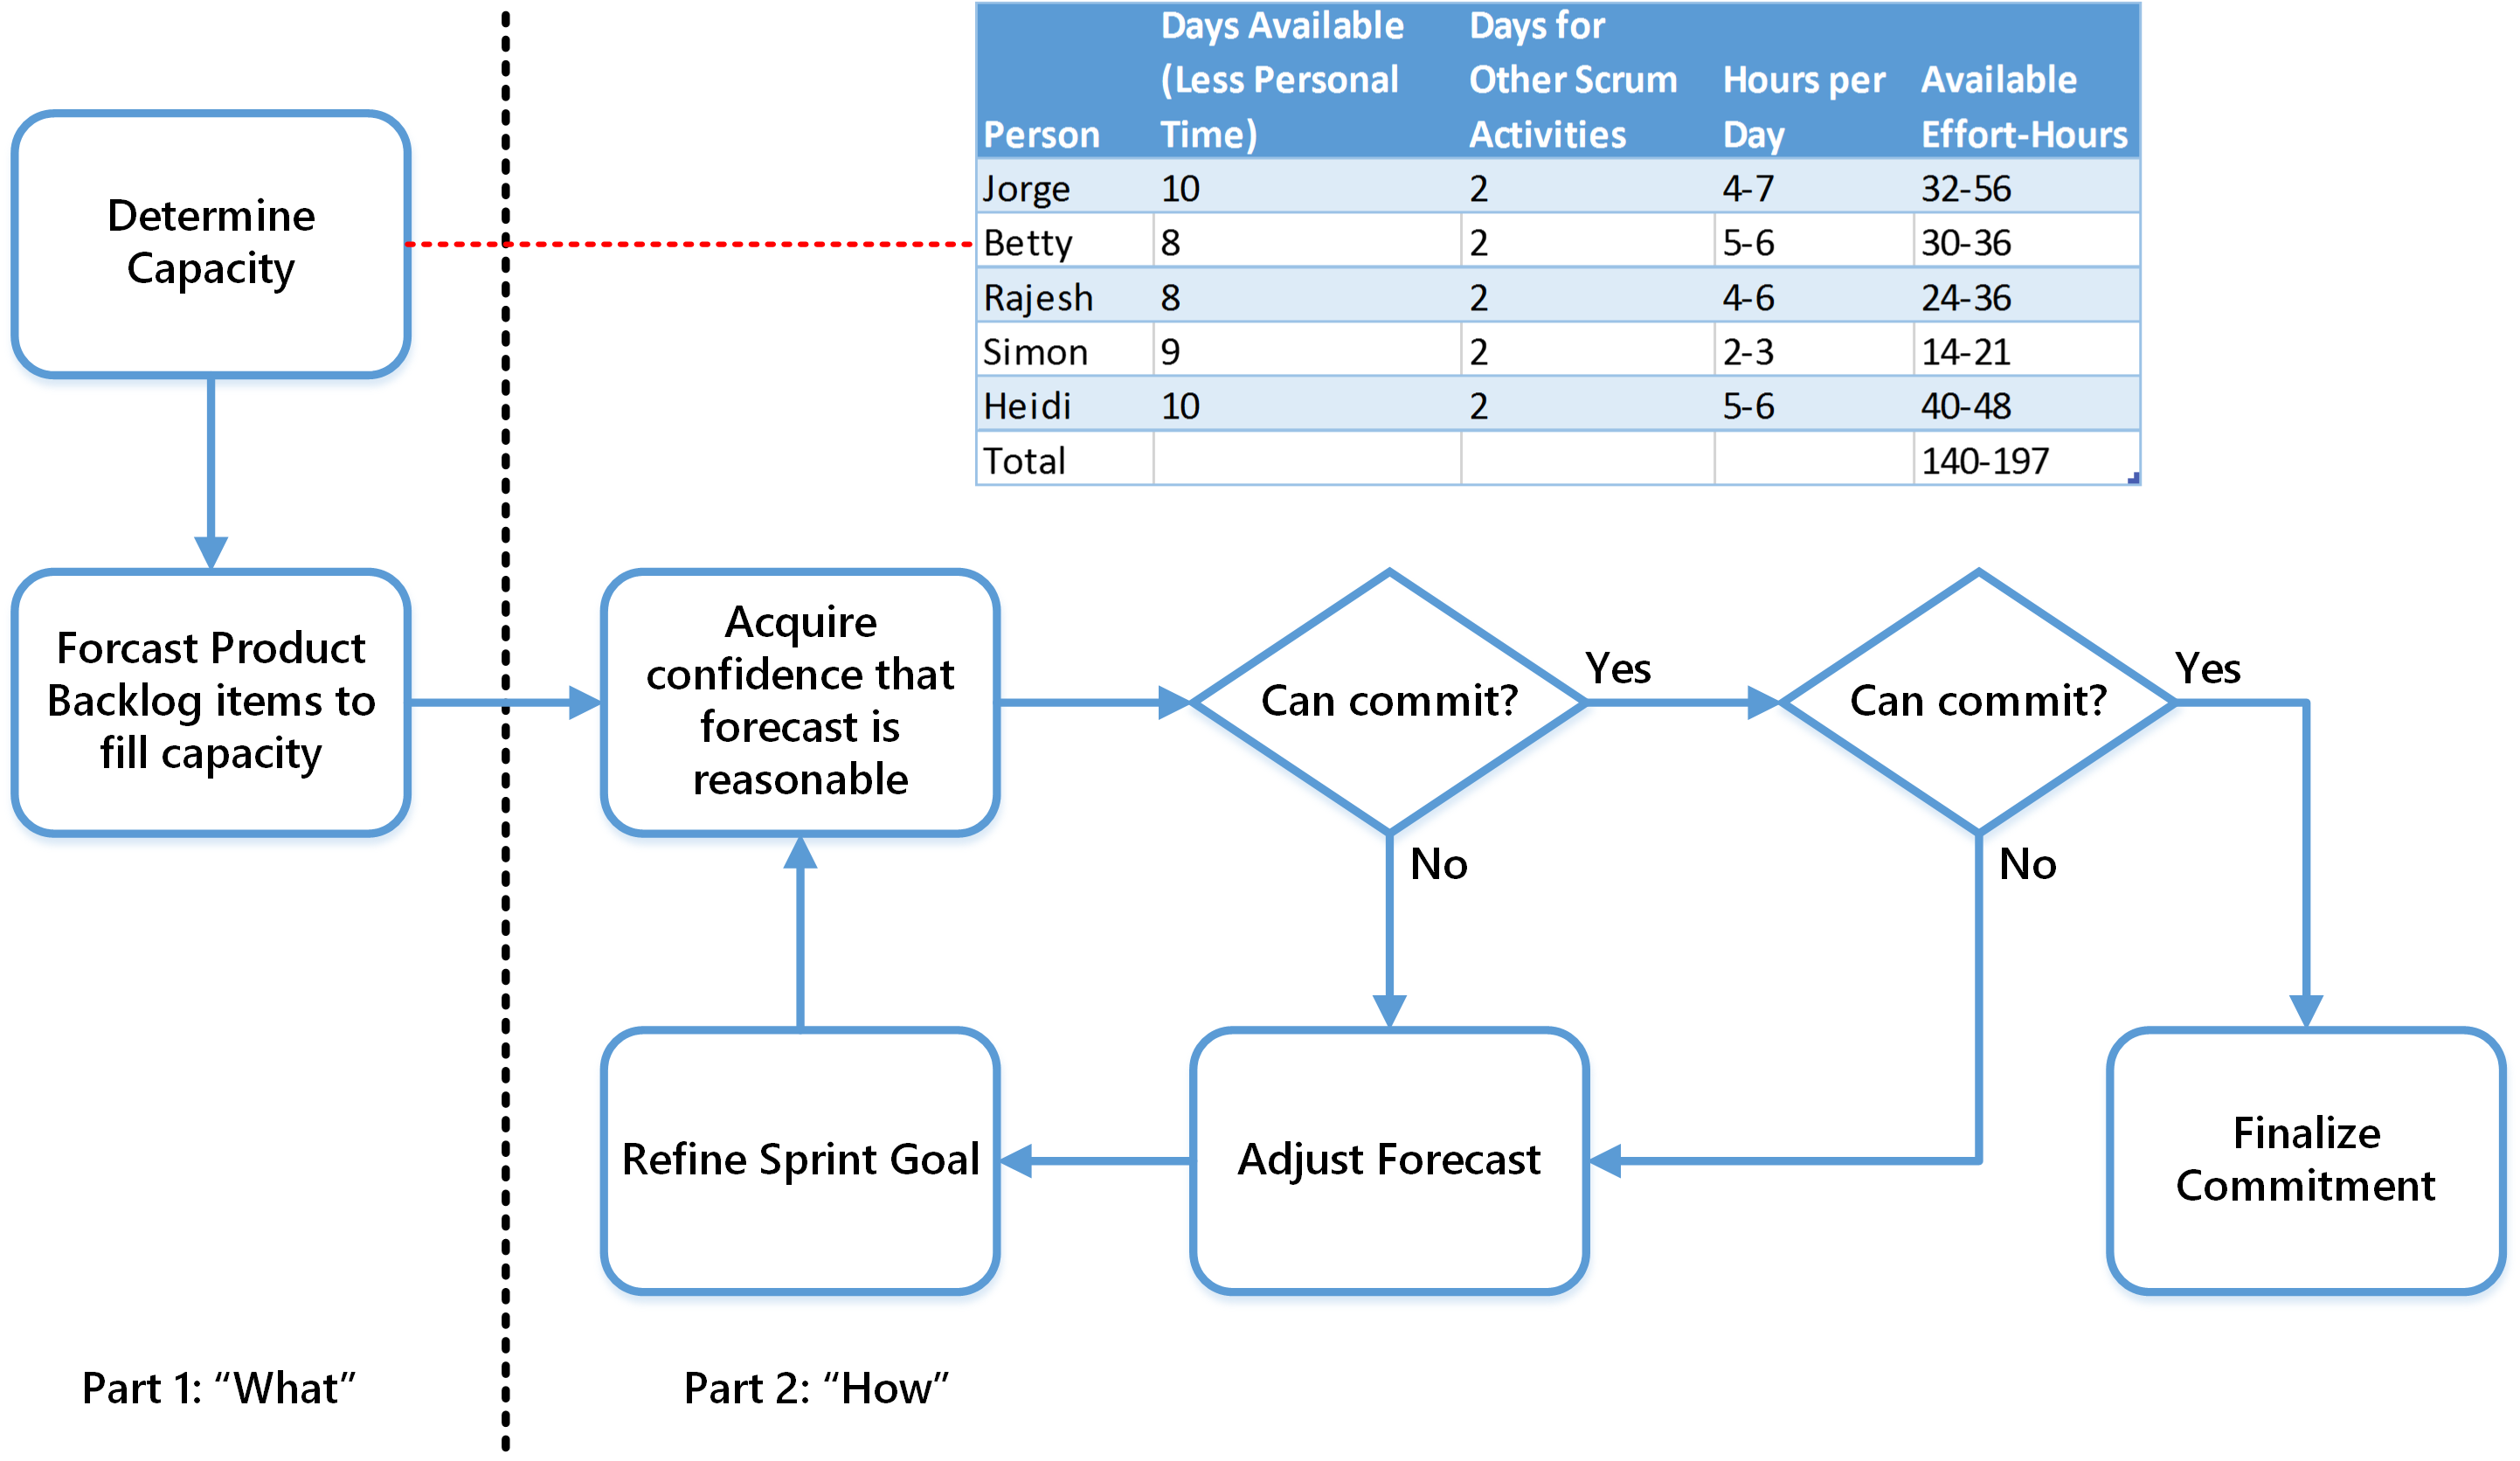 Person
Days Available
(Less Personal
Time)
Days for
Other Scrum
Activities
Hours per
Day
Available
Effort-Hours
Jorge 10 2 4-7 32-56
Betty 8 2 5-6 30-36
Rajesh 8 2 4-6 24-36
Simon 9 2 2-3 14-21
Heidi 10 2 5-6 40-48
Total 140-197
Determine
Capacity
Forcast Product
Backlog items to
fill capacity
Acquire
confidence that
forecast is
reasonable
Can commit?
Yes
No
Can commit?
Yes
No
Refine Sprint Goal
Adjust Forecast
Finalize
Commitment
Part 1: “What”
Part 2: “How”